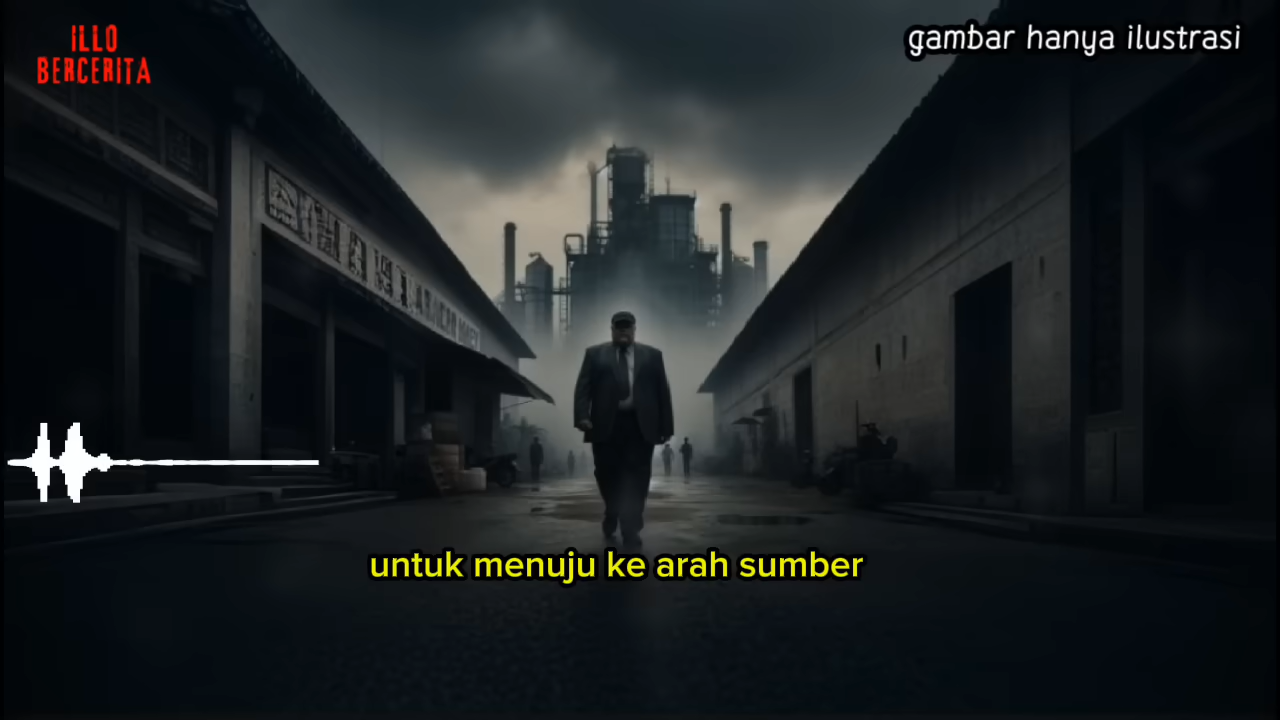 ILLO
BERCERITA
gambar hanya ilustrasi
untuk menuju ke arah sumber